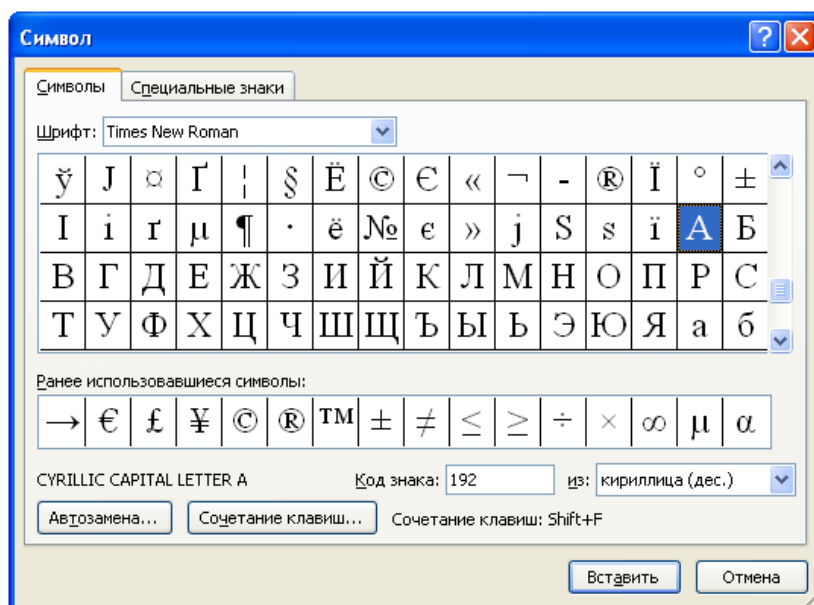 Символ
Символы Специальные знаки
Шрифт: Times New Roman
ў Ј ¤ Ґ ¦ § Ё © Є « ¬ - ® Ї ° ±
І і ґ µ ¶ · ё № є » ј Ѕ ѕ ї А Б
В Г Д Е Ж З И Й К Л М Н О П Р С
Т У Ф Х Ц Ч Ш Щ Ъ Ы Ь Э Ю Я а б
Ранее использовавшиеся символы:
→ € £ ¥ © ® ™ ± ≠ ≤ ≥ ÷ × ∞ µ α
CYRILLIC CAPITAL LETTER A Код знака: 192 из: кириллица (дес.)
Автозамена... Сочетание клавиш... Сочетание клавиш: Shift+F
Вставить Отмена